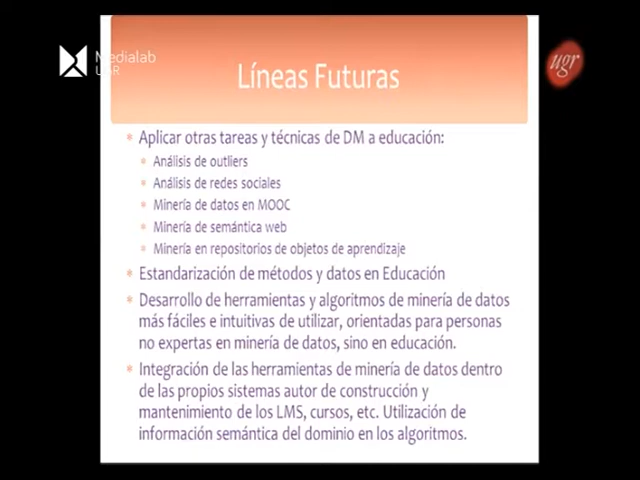 Medialab
UGR
ugr
Líneas Futuras
Aplicar otras tareas y técnicas de DM a educación:
Análisis de outliers
Análisis de redes sociales
Minería de datos en MOOC
Minería de semántica web
Minería en repositorios de objetos de aprendizaje
Estandarización de métodos y datos en Educación
Desarrollo de herramientas y algoritmos de minería de datos
más fáciles e intuitivas de utilizar, orientadas para personas
no expertas en minería de datos, sino en educación.
Integración de las herramientas de minería de datos dentro
de las propios sistemas autor de construcción y
mantenimiento de los LMS, cursos, etc. Utilización de
información semántica del dominio en los algoritmos.